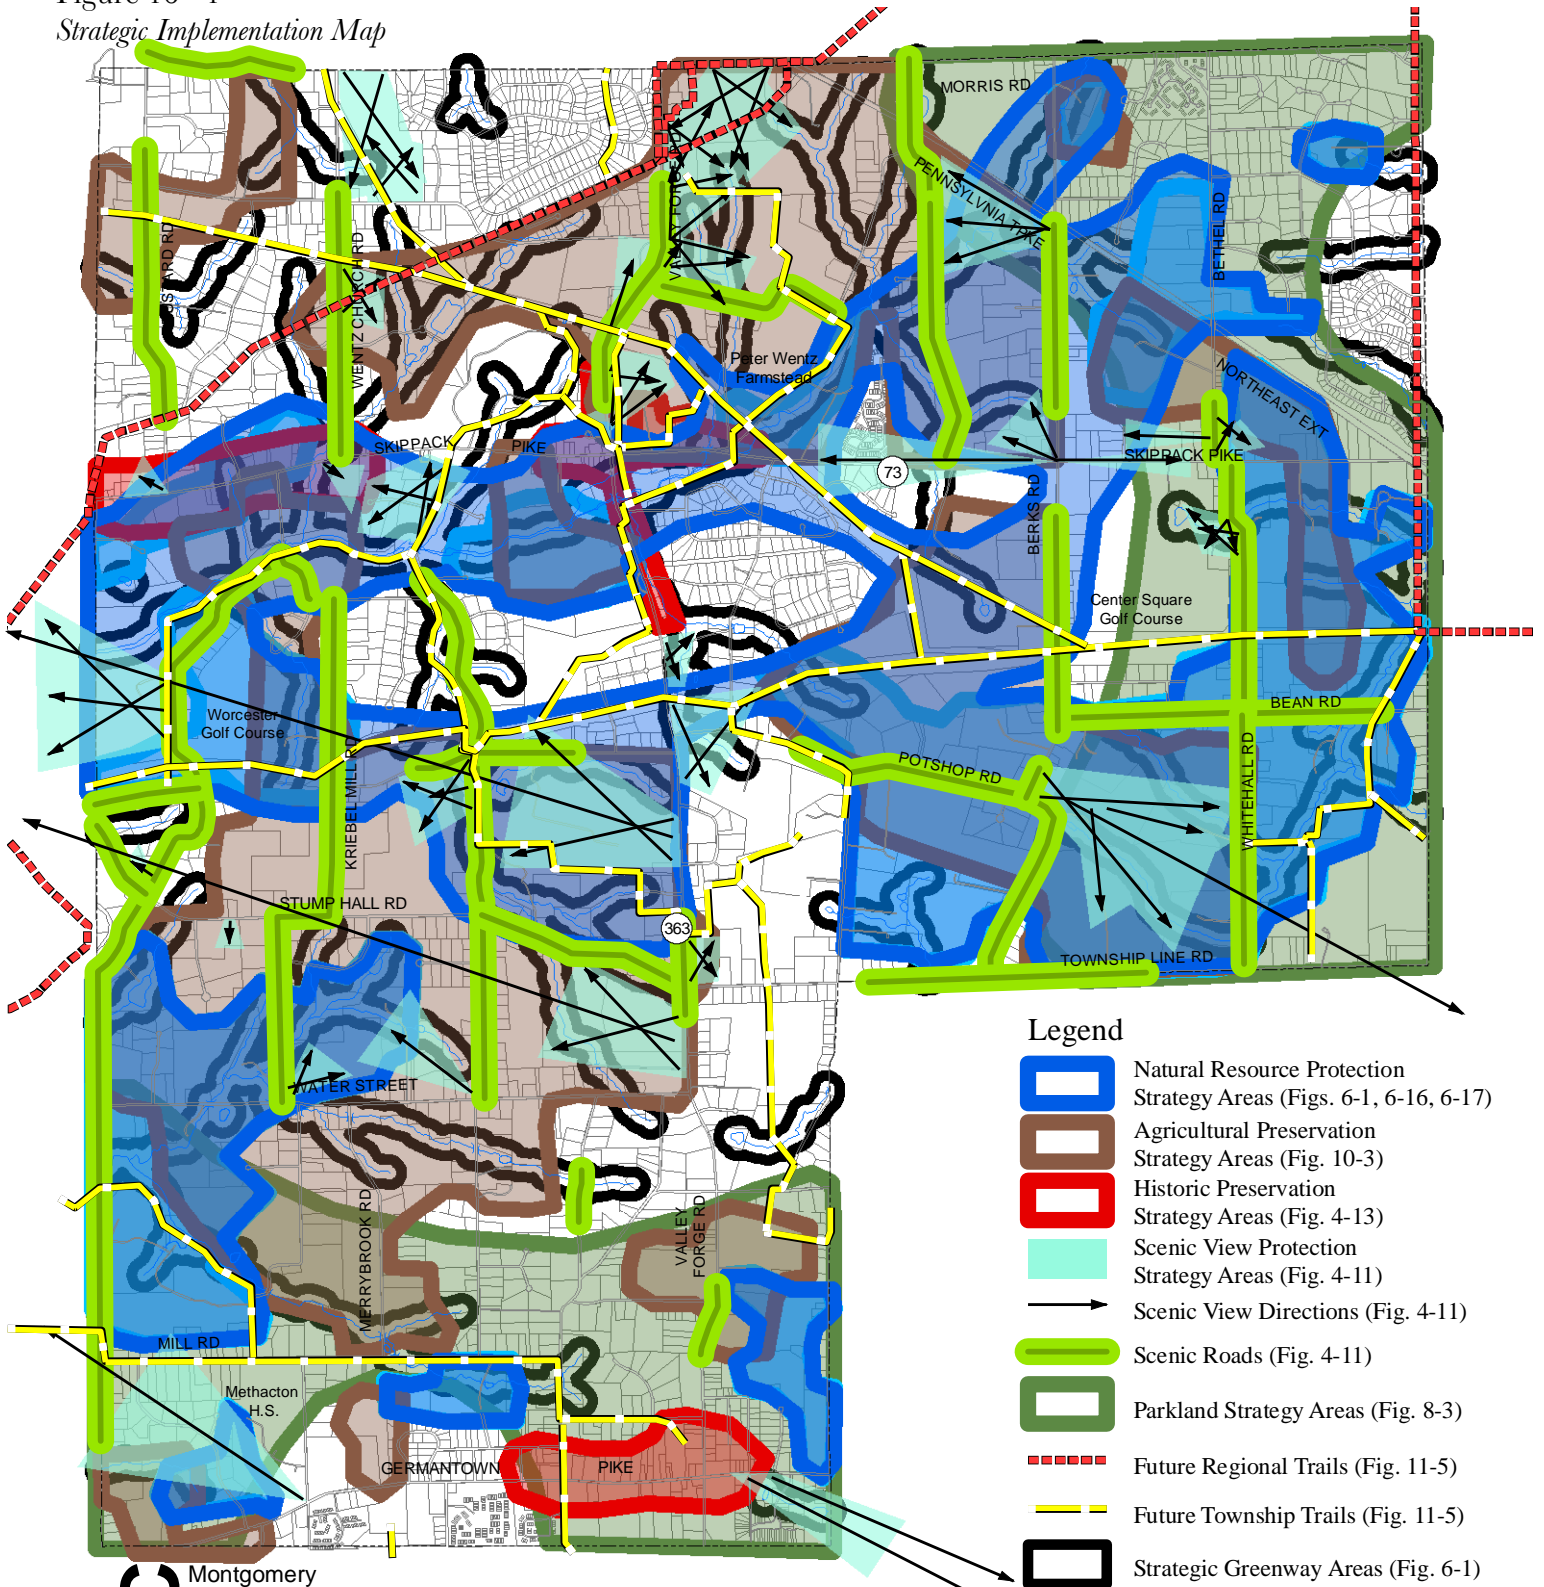 Strategic Implementation Map
MORRIS RD
PENNSYLVNIA TPKE
BETHEL RD
VALLEY FORGE RD
WENTZ CHURCH RD
Peter Wentz
Farmstead
NORTHEAST EXT
SKIPPACK
PIKE
SKIPPACK PIKE
73
BERKS RD
Center Square
Golf Course
Worcester
Golf Course
BEAN RD
POTSHOP RD
WHITEHALL RD
KRIEBEL MILL RD
STUMP HALL RD
363
TOWNSHIP LINE RD
WATER STREET
MERRYBROOK RD
VALLEY
FORGE RD
MILL RD
Methacton
H.S.
GERMANTOWN
PIKE
Montgomery
Legend
Natural Resource Protection
Strategy Areas (Figs. 6-1, 6-16, 6-17)
Agricultural Preservation
Strategy Areas (Fig. 10-3)
Historic Preservation
Strategy Areas (Fig. 4-13)
Scenic View Protection
Strategy Areas (Fig. 4-11)
Scenic View Directions (Fig. 4-11)
Scenic Roads (Fig. 4-11)
Parkland Strategy Areas (Fig. 8-3)
Future Regional Trails (Fig. 11-5)
Future Township Trails (Fig. 11-5)
Strategic Greenway Areas (Fig. 6-1)